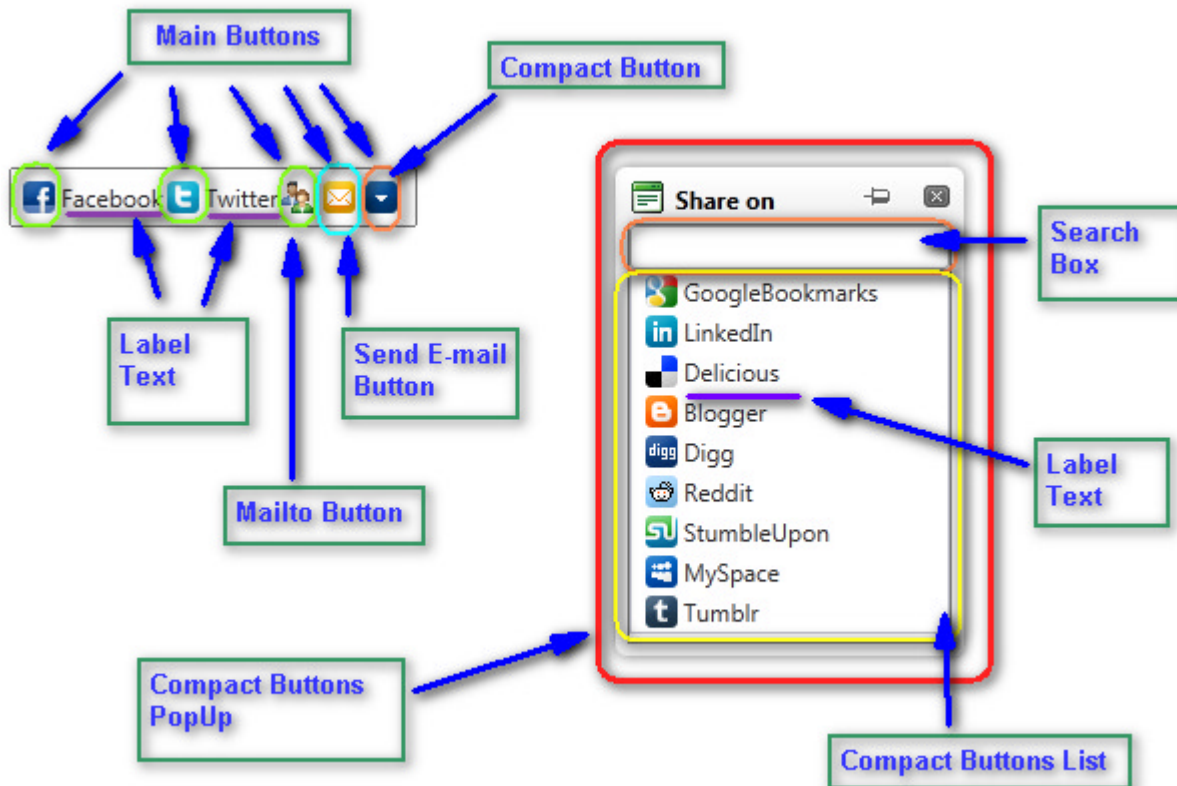 Main Buttons
Compact Button
Facebook
Twitter
Label
Text
Send E-mail
Button
Mailto Button
Share on
Search
Box
GoogleBookmarks
LinkedIn
Delicious
Blogger
digg Digg
Reddit
StumbleUpon
MySpace
Tumblr
Label
Text
Compact Buttons
PopUp
Compact Buttons List